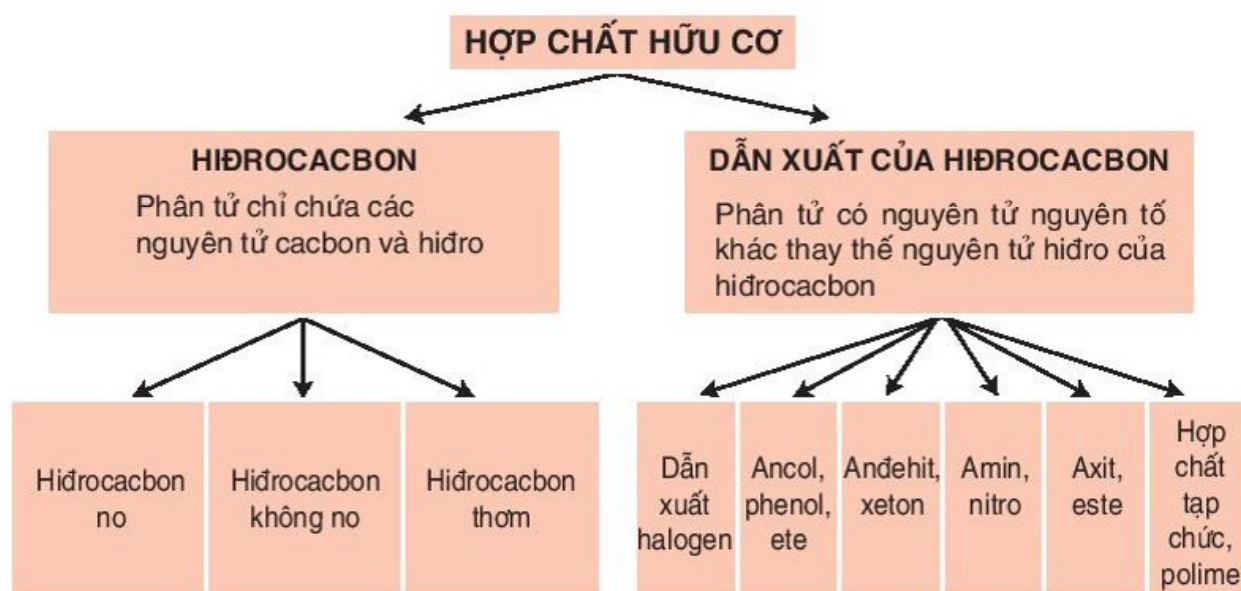 HỢP CHẤT HỮU CƠ
HIĐROCACBON
Phân tử chỉ chứa các
nguyên tử cacbon và hiđro
DẪN XUẤT CỦA HIĐROCACBON
Phân tử có nguyên tử nguyên tố
khác thay thế nguyên tử hiđro của
hiđrocacbon
Hiđrocacbon
no
Hiđrocacbon
không no
Hiđrocacbon
thơm
Dẫn
xuất
halogen
Ancol,
phenol,
ete
Anđehit,
xeton
Amin,
nitro
Axit,
este
Hợp
chất
tạp
chức,
polime